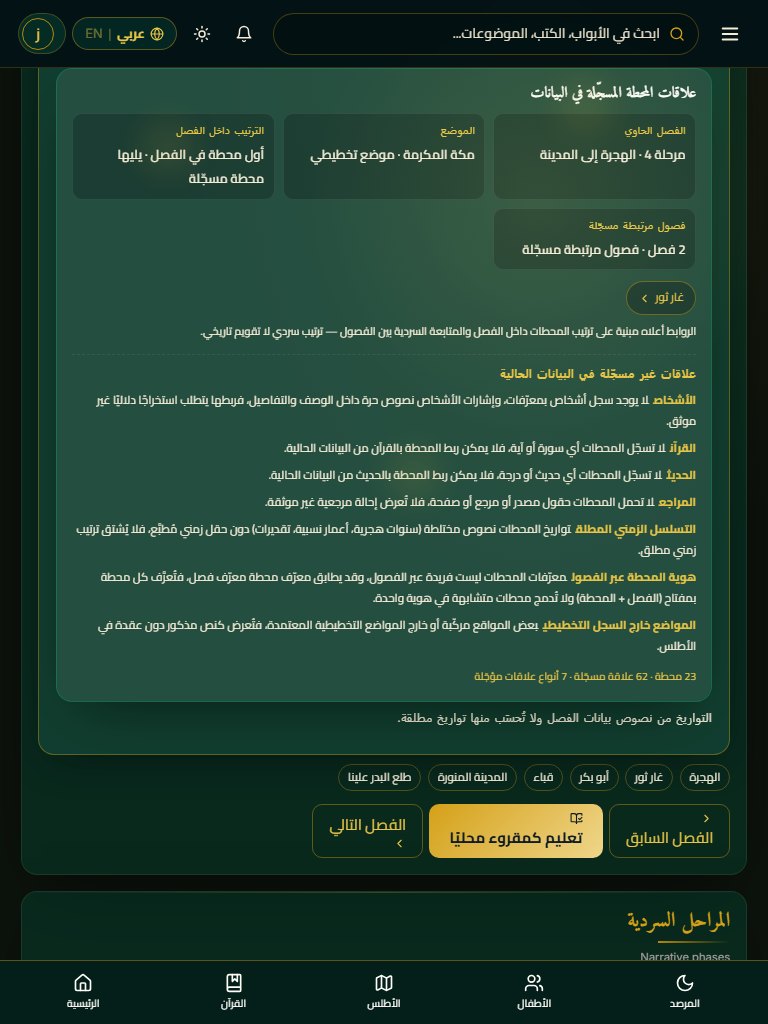 ابحث في الأبواب، الكتب، الموضوعات...
عربي | EN
j
علاقات المحطة المسجّلة في البيانات
الفصل الحاوي
مرحلة 4 · الهجرة إلى المدينة
الموضع
مكة المكرمة · موضع تخطيطي
الترتيب داخل الفصل
أول محطة في الفصل · يليها
محطة مسجّلة
فصول مرتبطة مسجّلة
2 فصل · فصول مرتبطة مسجّلة
غار ثور
الروابط أعلاه مبنية على ترتيب المحطات داخل الفصل والمتابعة السردية بين الفصول — ترتيب سردي لا تقويم تاريخي.
علاقات غير مسجّلة في البيانات الحالية
الأشخاص. لا يوجد سجل أشخاص بمعرّفات، وإشارات الأشخاص نصوص حرة داخل الوصف والتفاصيل، فربطها يتطلب استخراجًا دلاليًا غير
موثق.
القرآن. لا تسجّل المحطات أي سورة أو آية، فلا يمكن ربط المحطة بالقرآن من البيانات الحالية.
الحديث. لا تسجّل المحطات أي حديث أو درجة، فلا يمكن ربط المحطة بالحديث من البيانات الحالية.
المراجع. لا تحمل المحطات حقول مصدر أو مرجع أو صفحة، فلا تُعرض إحالة مرجعية غير موثقة.
التسلسل الزمني المطلق. تواريخ المحطات نصوص مختلطة (سنوات هجرية، أعمار نسبية، تقديرات) دون حقل زمني مُطبَّع، فلا يُشتق ترتيب
زمني مطلق.
هوية المحطة عبر الفصول. معرّفات المحطات ليست فريدة عبر الفصول، وقد يطابق معرّف محطة معرّف فصل، فتُعرَّف كل محطة
بمفتاح (الفصل + المحطة) ولا تُدمج محطات متشابهة في هوية واحدة.
المواضع خارج السجل التخطيطي. بعض المواقع مركّبة أو خارج المواضع التخطيطية المعتمدة، فتُعرض كنص مذكور دون عقدة في
الأطلس.
23 محطة · 62 علاقة مسجّلة · 7 أنواع علاقات مؤجّلة
التواريخ من نصوص بيانات الفصل ولا تُحسَب منها تواريخ مطلقة.
الهجرة
غار ثور
أبو بكر
قباء
المدينة المنورة
طلع البدر علينا
الفصل السابق
تعليم كمقروء محليًا
الفصل التالي
المراحل السردية
Narrative phases
المرصد
الأطفال
الأطلس
القرآن
الرئيسية